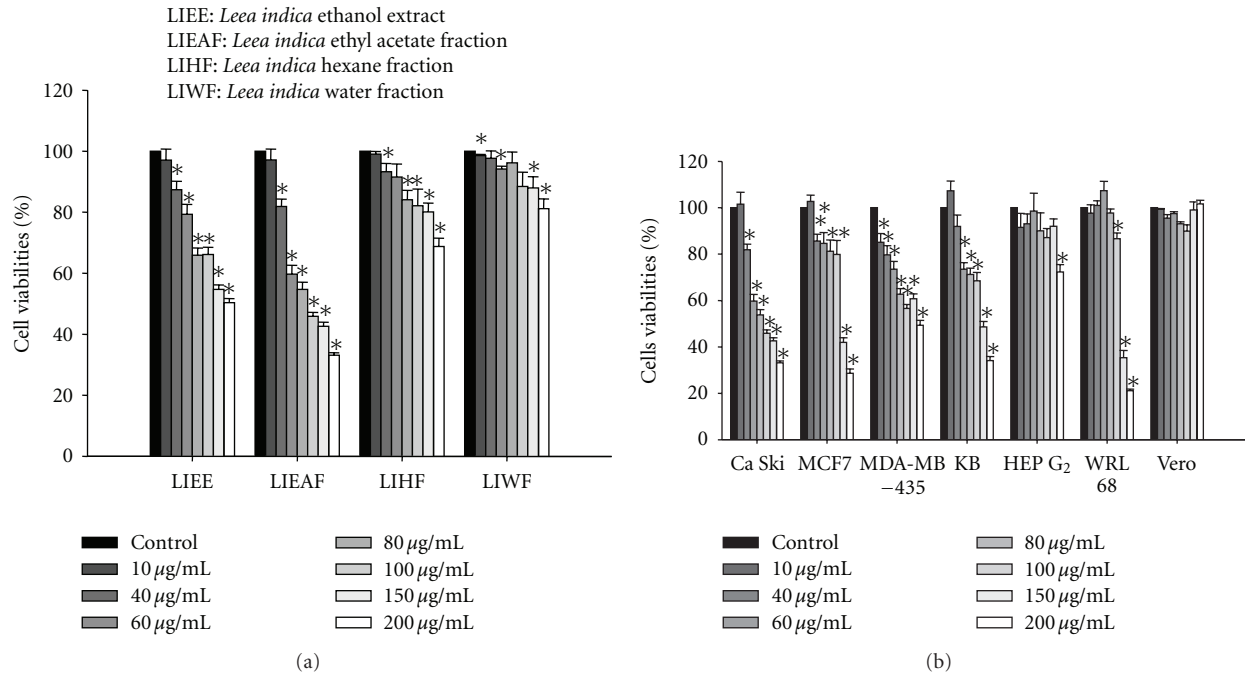 LIEE: Leea indica ethanol extract
LIEAF: Leea indica ethyl acetate fraction
LIHF: Leea indica hexane fraction
LIWF: Leea indica water fraction
Cell viabilities (%)
120
100
80
60
40
20
0
* * * * * *
* * * * * *
* * * * *
* * * *
LIEE LIEAF LIHF LIWF
Control
10 µg/mL
40 µg/mL
60 µg/mL
80 µg/mL
100 µg/mL
150 µg/mL
200 µg/mL
(a)
Cells viabilities (%)
120
100
80
60
40
20
0
* * * * * *
* * * * * *
* * * * * * *
* * * * *
*
* * *
Ca Ski MCF7 MDA-MB KB HEP G₂ WRL Vero
−435 68
Control
10 µg/mL
40 µg/mL
60 µg/mL
80 µg/mL
100 µg/mL
150 µg/mL
200 µg/mL
(b)